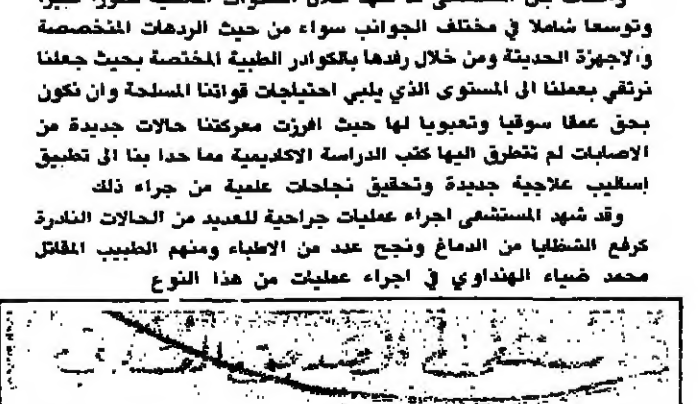 شهد خلال السنوات
وتوسعا شاملا في مختلف الجوانب سواء من حيث الردهات المتخصصة
والاجهزة الحديثة ومن خلال رفدها بالكوادر الطبية المختصة بحيث جعلنا
نرتقي بعملنا الى المستوى الذي يلبي احتياجات قواتنا المسلحة وان نكون
بحق عمقا سوقيا وتعبويا لها حيث افرزت معركتنا حالات جديدة من
الاصابات لم تتطرق اليها كتب الدراسة الاكاديمية مما حدا بنا الى تطبيق
اساليب علاجية جديدة وتحقيق نجاحات علمية من جراء ذلك
وقد شهد المستشفى اجراء عمليات جراحية للعديد من الحالات النادرة
كرفع الشظايا من الدماغ ونجح عدد من الاطباء ومنهم الطبيب المقاتل
محمد ضياء الهنداوي في اجراء عمليات من هذا النوع